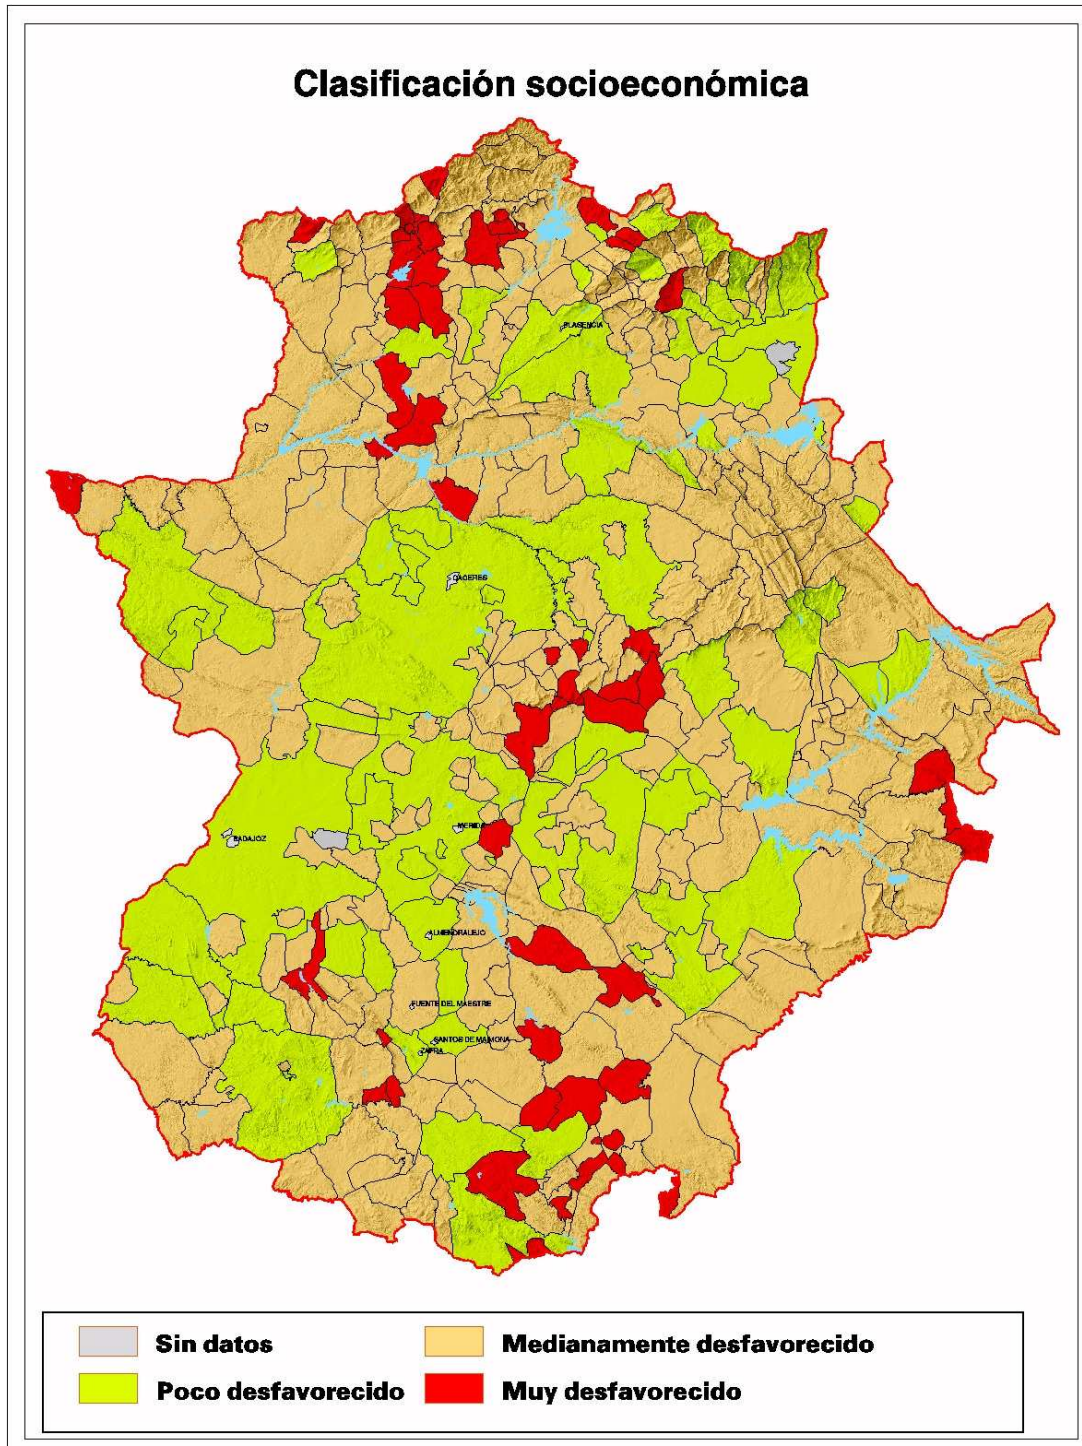 Clasificación socioeconómica
PLASENCIA
CACERES
MERIDA
BADAJOZ
ALMENDRALEJO
FUENTE DEL MAESTRE
SANTOS DE MAIMONA
ZAFRA
Sin datos
Medianamente desfavorecido
Poco desfavorecido
Muy desfavorecido